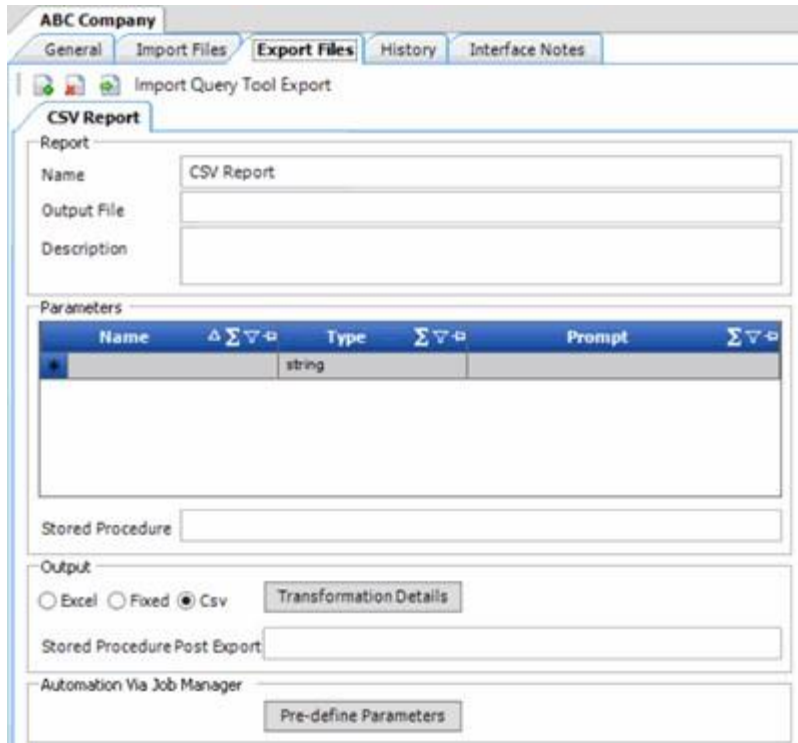 ABC Company
General Import Files Export Files History Interface Notes
Import Query Tool Export
CSV Report
Report
Name CSV Report
Output File
Description
Parameters
Name Type Prompt
string
Stored Procedure
Output
Excel Fixed Csv Transformation Details
Stored Procedure Post Export
Automation Via Job Manager
Pre-define Parameters